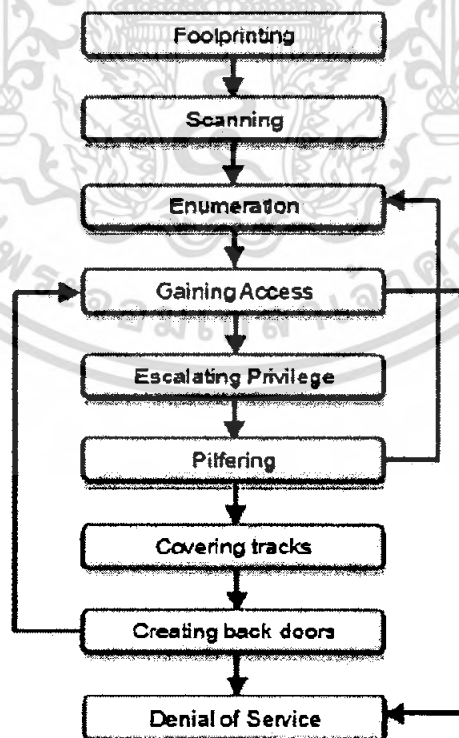 Footprinting
Scanning
Enumeration
Gaining Access
Escalating Privilege
Pilfering
Covering tracks
Creating back doors
Denial of Service